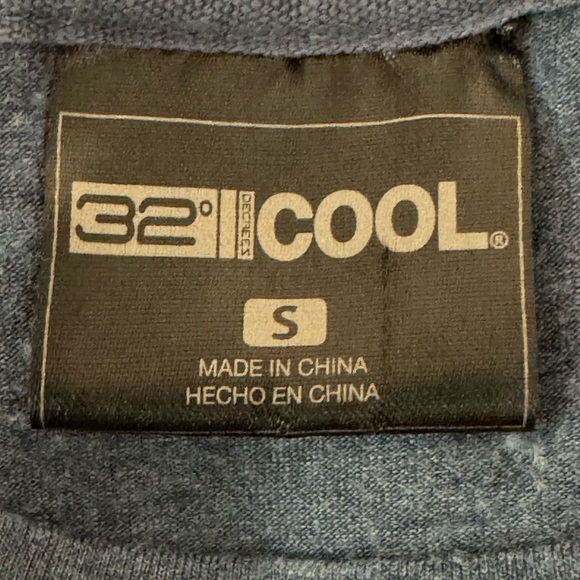 32° DEGREES COOL®
S
MADE IN CHINA
HECHO EN CHINA